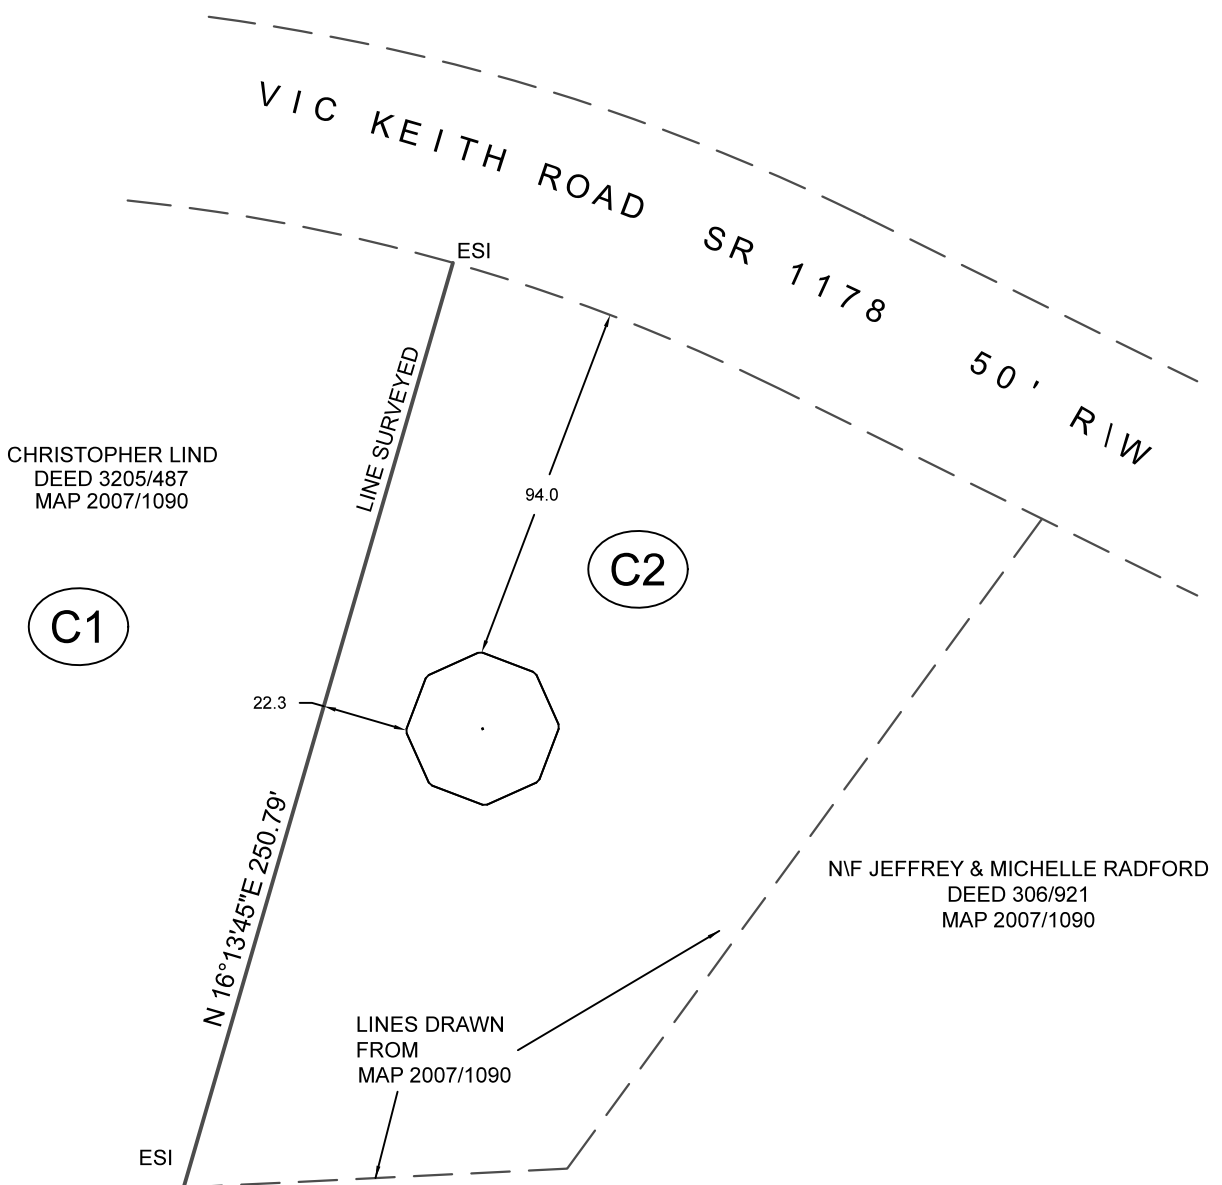 VIC KEITH ROAD SR 1178 50' R\W
ESI
LINE SURVEYED
CHRISTOPHER LIND
DEED 3205/487
MAP 2007/1090
94.0
C2
C1
22.3
N 16°13'45"E 250.79'
N\F JEFFREY & MICHELLE RADFORD
DEED 306/921
MAP 2007/1090
LINES DRAWN
FROM
MAP 2007/1090
ESI